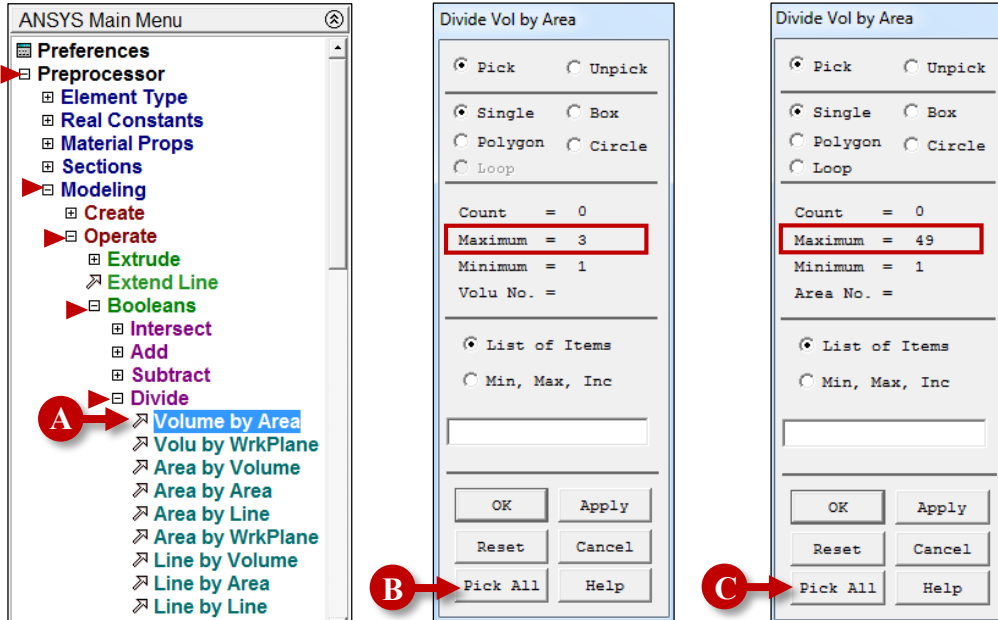 ANSYS Main Menu
Preferences
Preprocessor
Element Type
Real Constants
Material Props
Sections
Modeling
Create
Operate
Extrude
Extend Line
Booleans
Intersect
Add
Subtract
Divide
A
Volume by Area
Volu by WrkPlane
Area by Volume
Area by Area
Area by Line
Area by WrkPlane
Line by Volume
Line by Area
Line by Line
Divide Vol by Area
Pick Unpick
Single Box
Polygon Circle
Loop
Count = 0
Maximum = 3
Minimum = 1
Volu No. =
List of Items
Min, Max, Inc
OK Apply
Reset Cancel
B Pick All Help
Divide Vol by Area
Pick Unpick
Single Box
Polygon Circle
Loop
Count = 0
Maximum = 49
Minimum = 1
Area No. =
List of Items
Min, Max, Inc
OK Apply
Reset Cancel
C Pick All Help